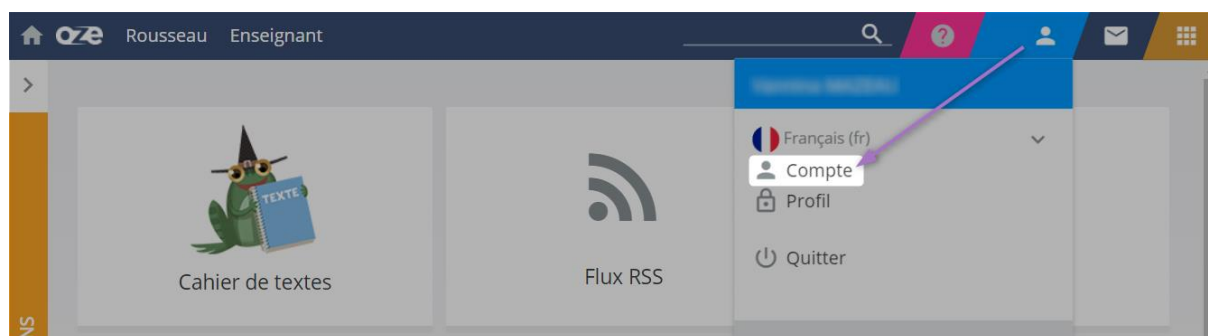 oze Rousseau Enseignant
?
Français (fr)
Compte
Profil
Quitter
TEXTE
Cahier de textes
Flux RSS
NS